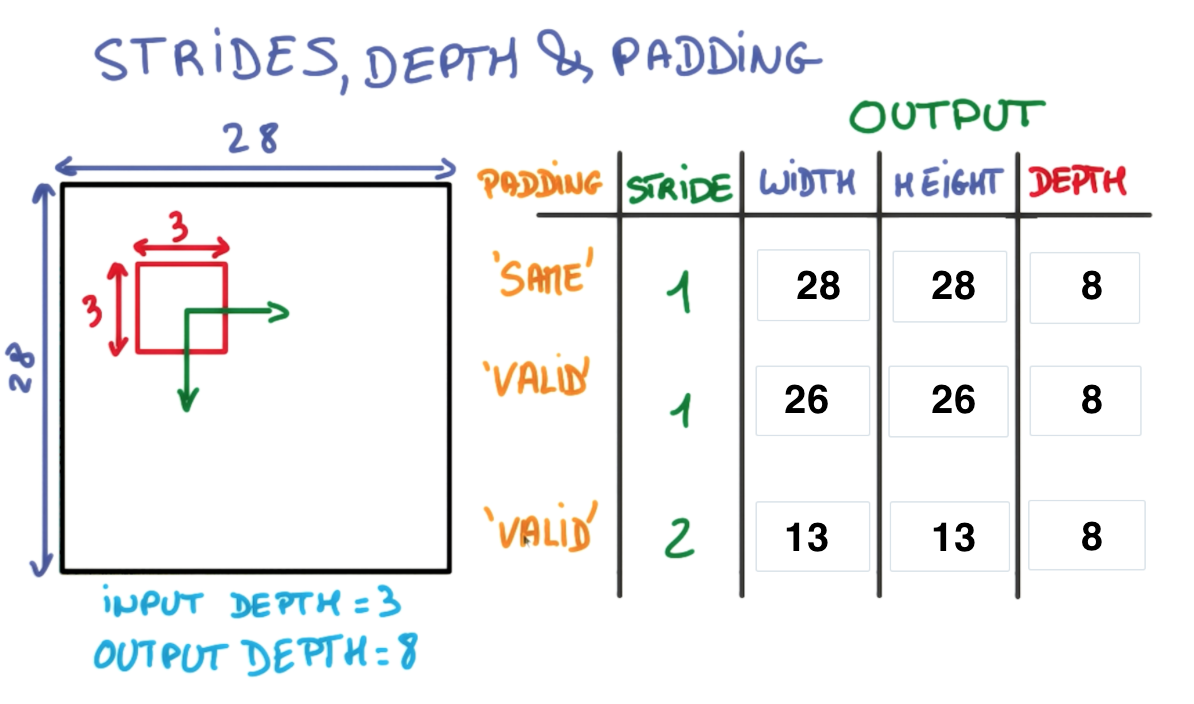 STRIDES, DEPTH & PADDING
OUTPUT
28
PADDING STRIDE WIDTH HEIGHT DEPTH
3
3
28
'SAME' 1 28 28 8
'VALID' 1 26 26 8
'VALID' 2 13 13 8
INPUT DEPTH = 3
OUTPUT DEPTH = 8